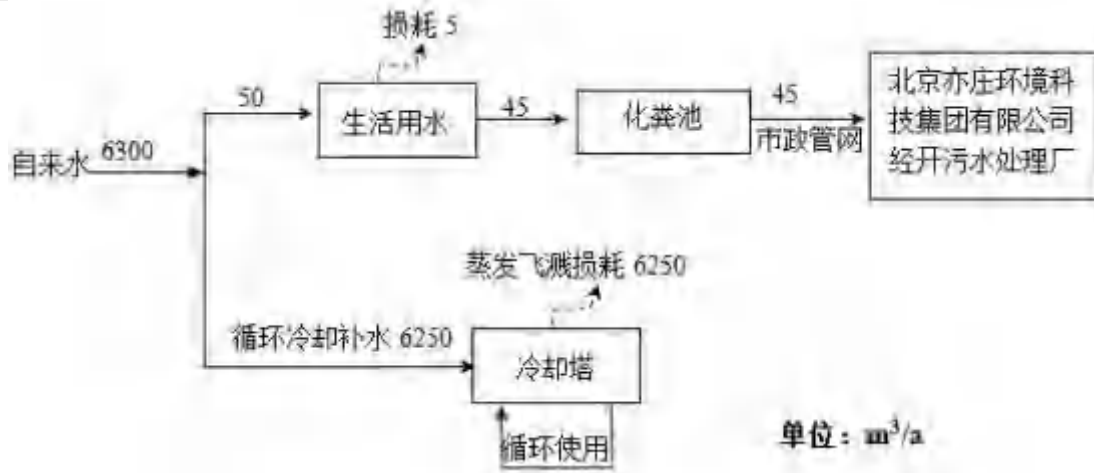 损耗 5
50
生活用水
45
化粪池
45
市政管网
北京亦庄环境科
技集团有限公司
经开污水处理厂
自来水
6300
蒸发飞溅损耗 6250
循环冷却补水 6250
冷却塔
循环使用
单位：m³/a